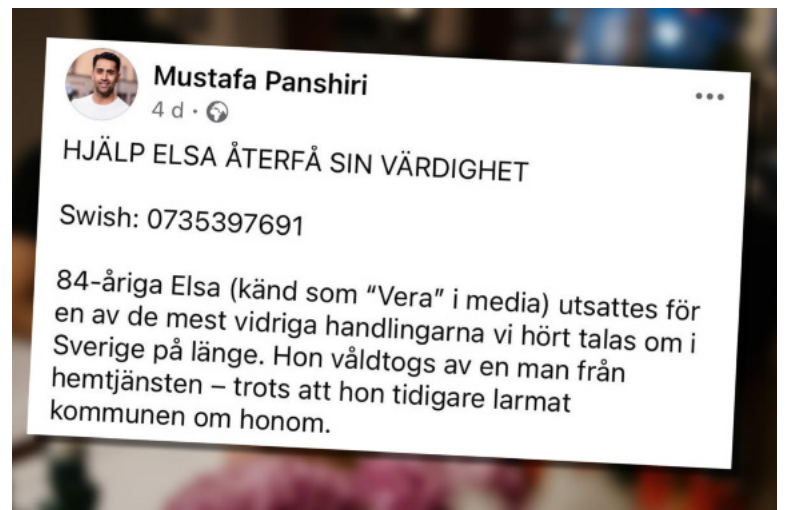 Mustafa Panshiri
4 d ·
HJÄLP ELSA ÅTERFÅ SIN VÄRDIGHET
Swish: 0735397691
84-åriga Elsa (känd som “Vera” i media) utsattes för
en av de mest vidriga handlingarna vi hört talas om i
Sverige på länge. Hon våldtogs av en man från
hemtjänsten – trots att hon tidigare larmat
kommunen om honom.